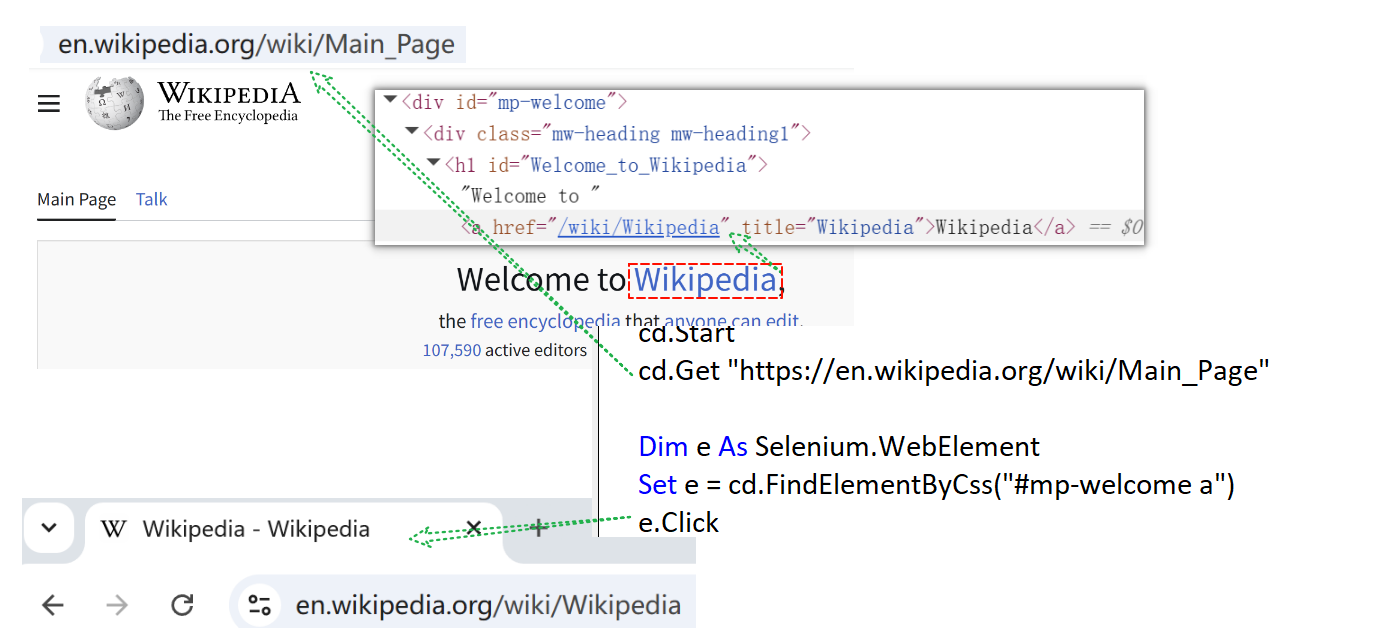 en.wikipedia.org/wiki/Main_Page
WIKIPEDIA
The Free Encyclopedia
<div id="mp-welcome">
<div class="mw-heading mw-heading1">
<h1 id="Welcome_to_Wikipedia">
"Welcome to "
<a href="/wiki/Wikipedia" title="Wikipedia">Wikipedia</a> == $0
Main Page Talk
Welcome to Wikipedia,
the free encyclopedia that anyone can edit.
107,590 active editors
cd.Start
cd.Get "https://en.wikipedia.org/wiki/Main_Page"
Dim e As Selenium.WebElement
Set e = cd.FindElementByCss("#mp-welcome a")
e.Click
W Wikipedia - Wikipedia
en.wikipedia.org/wiki/Wikipedia